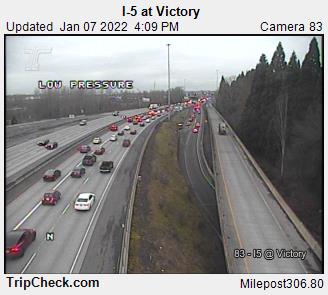 I-5 at Victory
Updated Jan 07 2022 4:09 PM Camera 83
LOW PRESSURE
N
83 - I5 @ Victory
TripCheck.com Milepost306.80